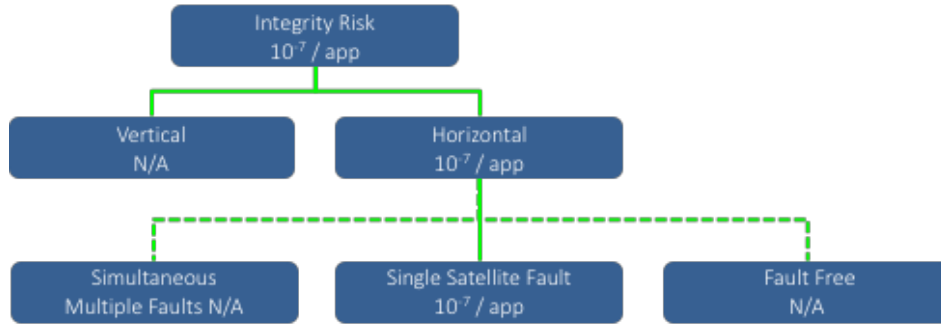 Integrity Risk
10⁻⁷ / app
Vertical
N/A
Horizontal
10⁻⁷ / app
Simultaneous
Multiple Faults N/A
Single Satellite Fault
10⁻⁷ / app
Fault Free
N/A